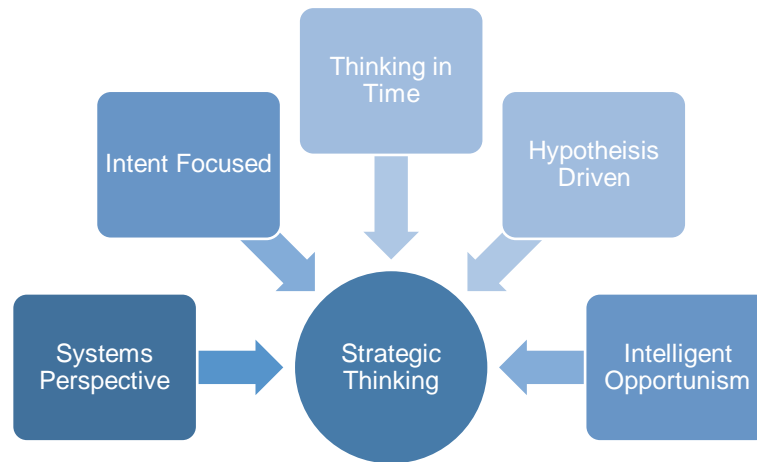 Thinking in
Time
Intent Focused
Hypotheisis
Driven
Systems
Perspective
Strategic
Thinking
Intelligent
Opportunism